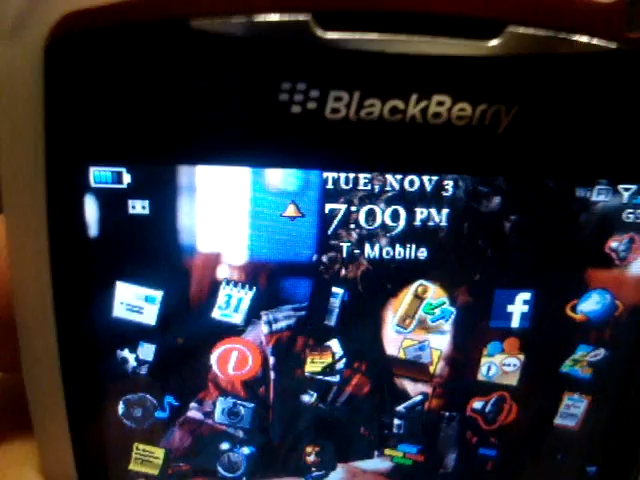 BlackBerry
TUE, NOV 3
7:09 PM
T-Mobile
31
f